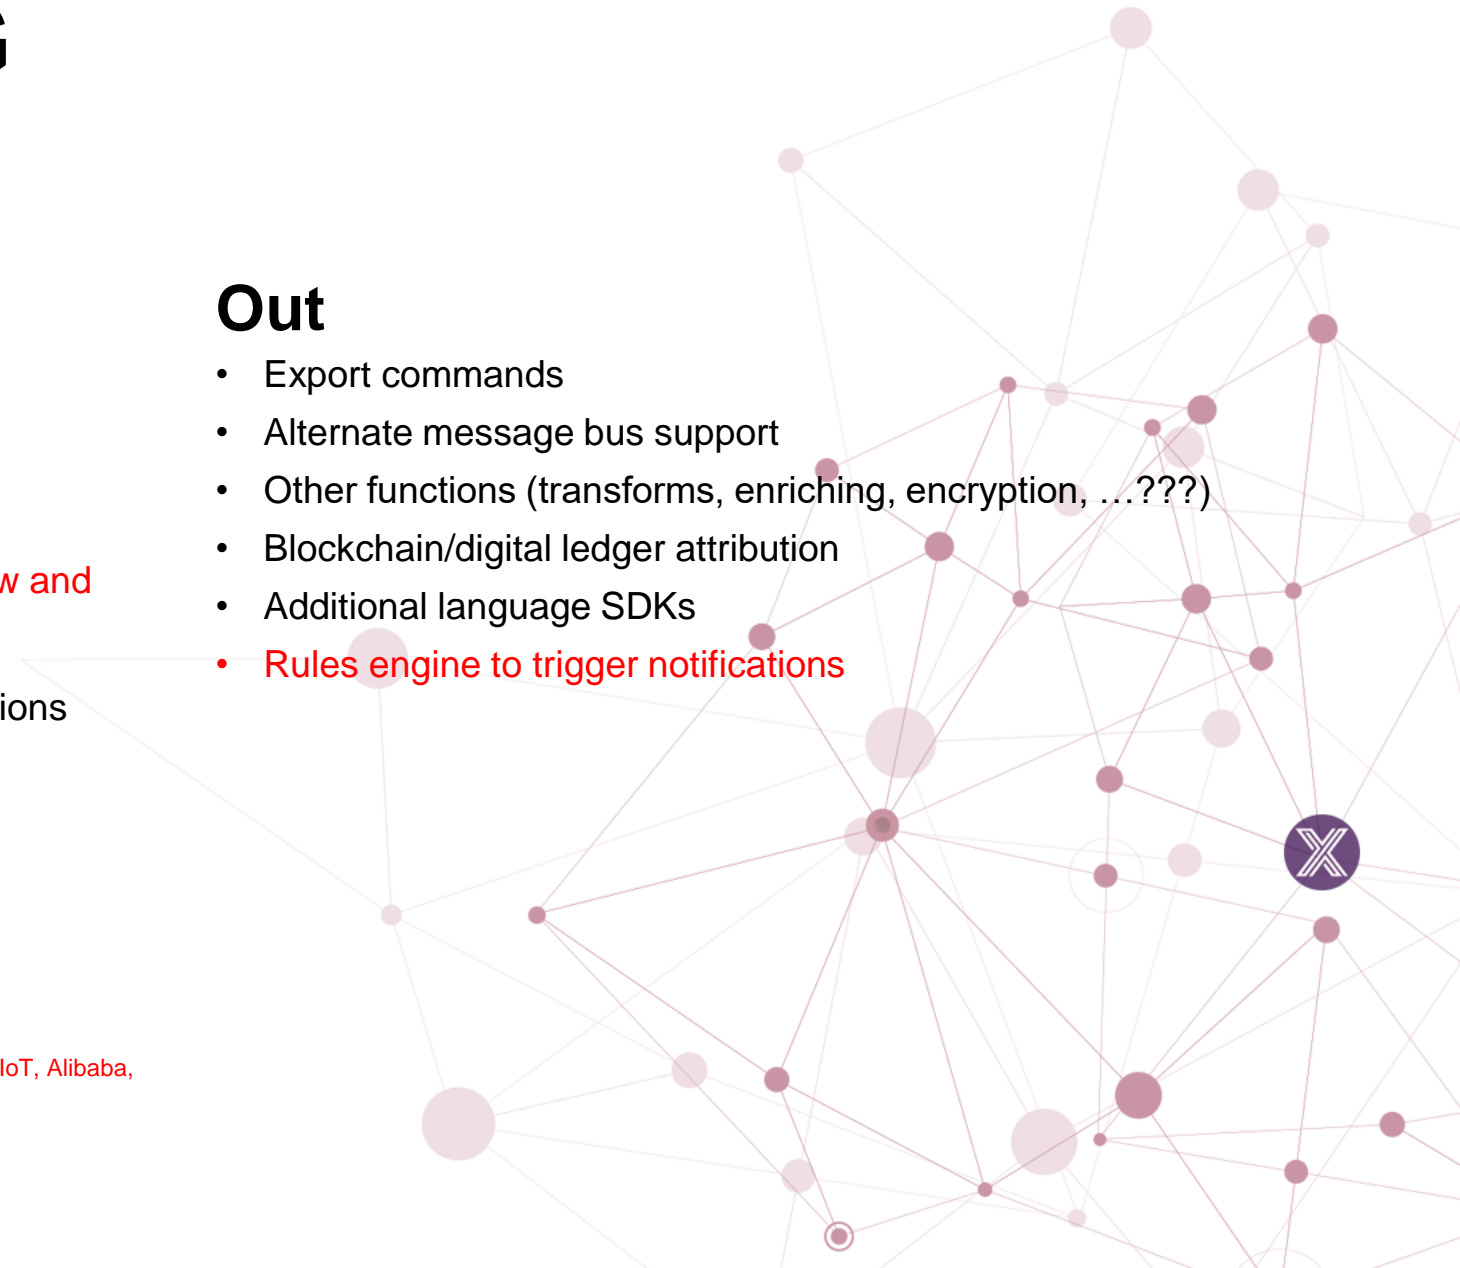 G
Out
• Export commands
• Alternate message bus support
• Other functions (transforms, enriching, encryption, …???)
• Blockchain/digital ledger attribution
• Additional language SDKs
• Rules engine to trigger notifications
w and
ions
IoT, Alibaba,